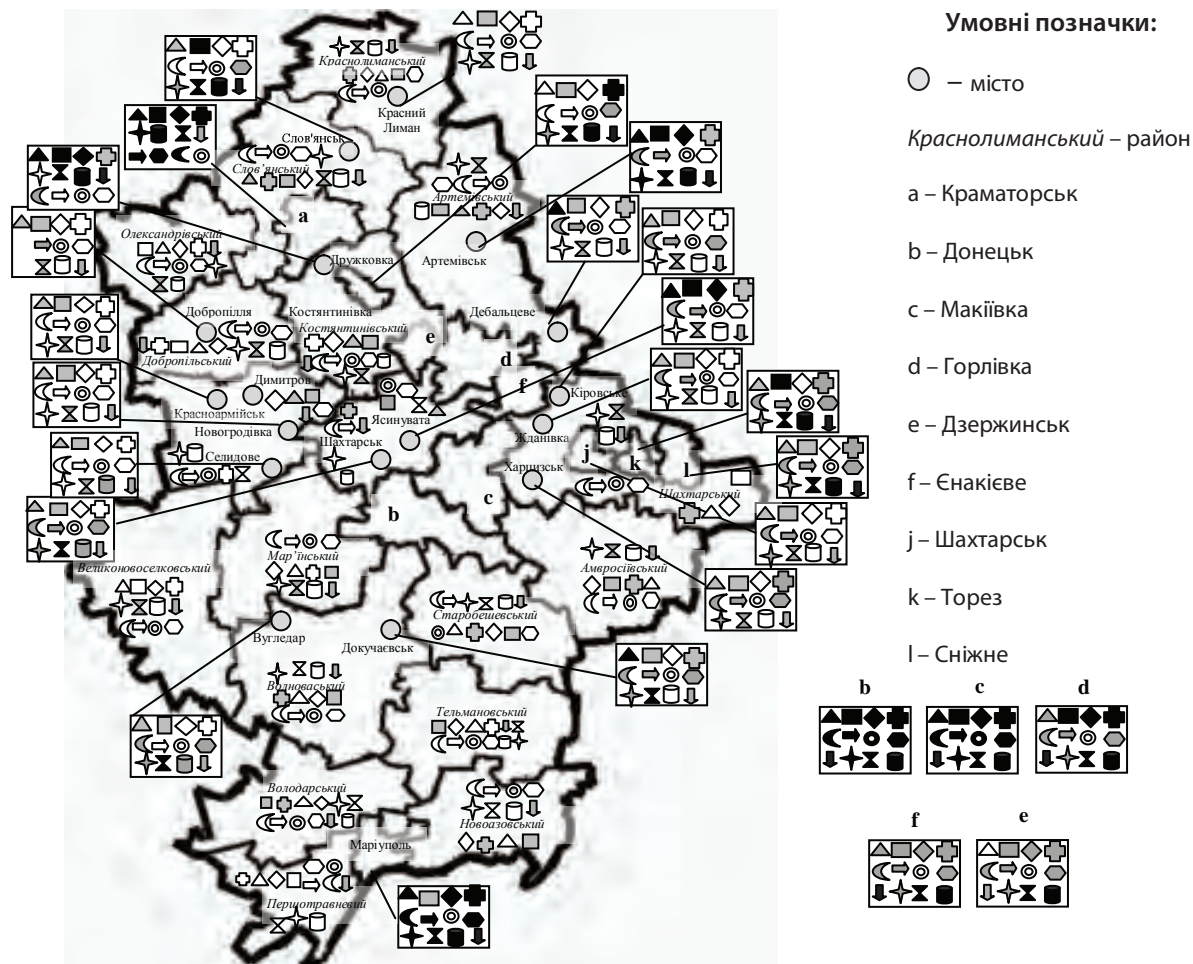 Умовні позначки:
– місто
Краснолиманський – район
a – Краматорськ
b – Донецьк
c – Макіївка
d – Горлівка
e – Дзержинськ
f – Єнакієве
j – Шахтарськ
k – Торез
l – Сніжне
b
c
d
f
e
Краснолиманський
Красний
Лиман
Слов'янськ
Слов'янський
Артемівський
a
Олександрівський
Дружковка
Артемівськ
Добропілля
Костянтинівка
Дебальцеве
Костянтинівський
e
d
Добропільський
f
Димитров
Кіровське
Красноармійськ
Ясинувата
Новогродівка
Шахтарськ
Жданівка
Селидове
j
k
l
Харцизськ
Шахтарський
c
b
Мар'їнський
Великоновоселковський
Амвросіївський
Старобешевський
Вугледар
Докучаєвськ
Волноваський
Тельмановський
Володарський
Новоазовський
Маріуполь
Першотравневий